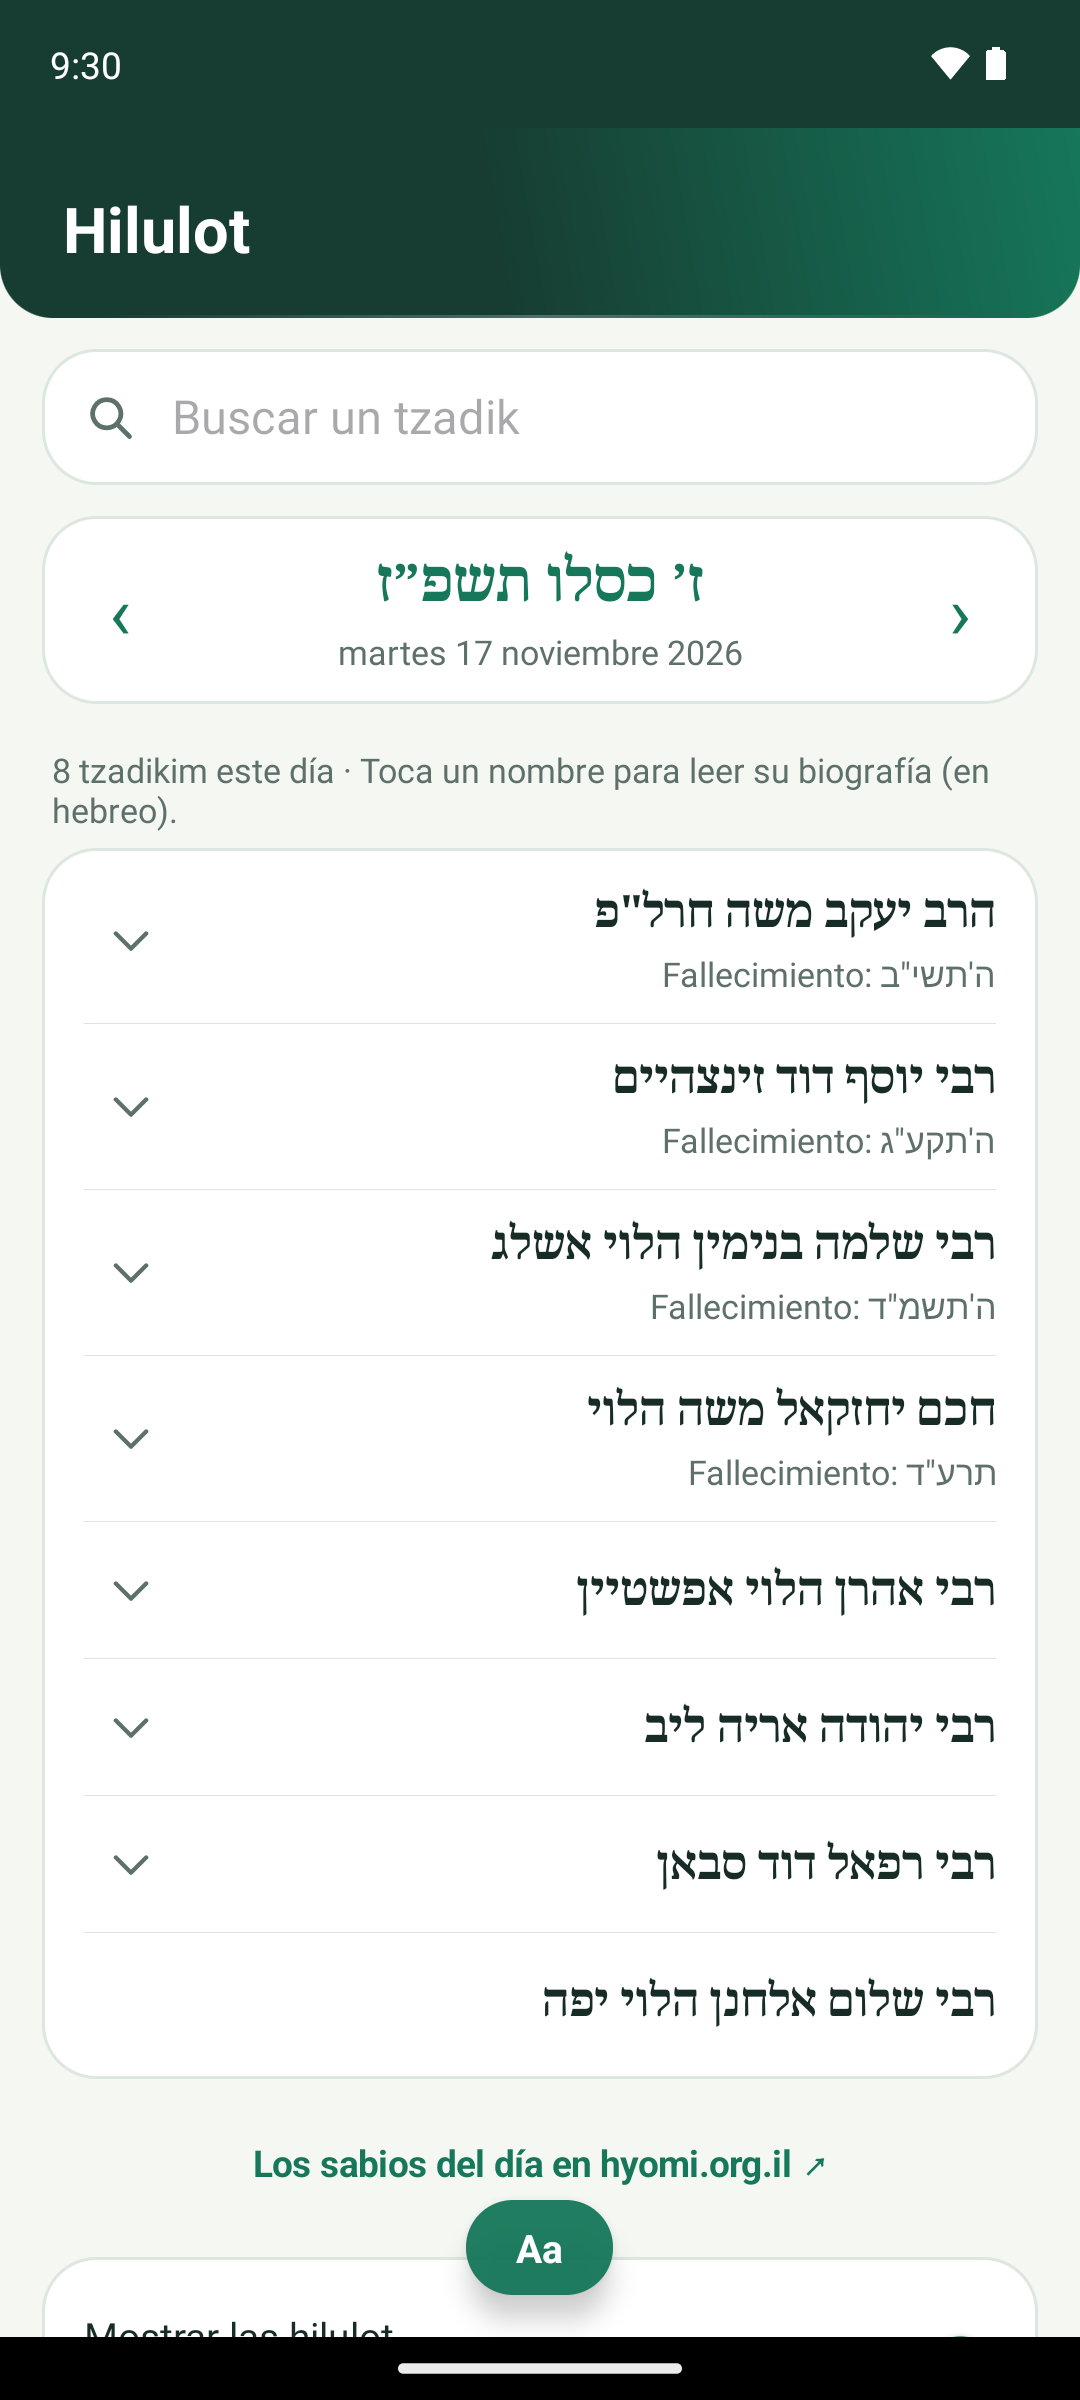 9:30
Hilulot
Buscar un tzadik
ז׳ כסלו תשפ״ז
martes 17 noviembre 2026
8 tzadikim este día · Toca un nombre para leer su biografía (en
hebreo).
הרב יעקב משה חרל"פ
Fallecimiento: ה'תשי"ב
רבי יוסף דוד זינצהיים
Fallecimiento: ה'תקע"ג
רבי שלמה בנימין הלוי אשלג
Fallecimiento: ה'תשמ"ד
חכם יחזקאל משה הלוי
Fallecimiento: תרע"ד
רבי אהרן הלוי אפשטיין
רבי יהודה אריה ליב
רבי רפאל דוד סבאן
רבי שלום אלחנן הלוי יפה
Los sabios del día en hyomi.org.il ↗
Aa
Mostrar las hilulot